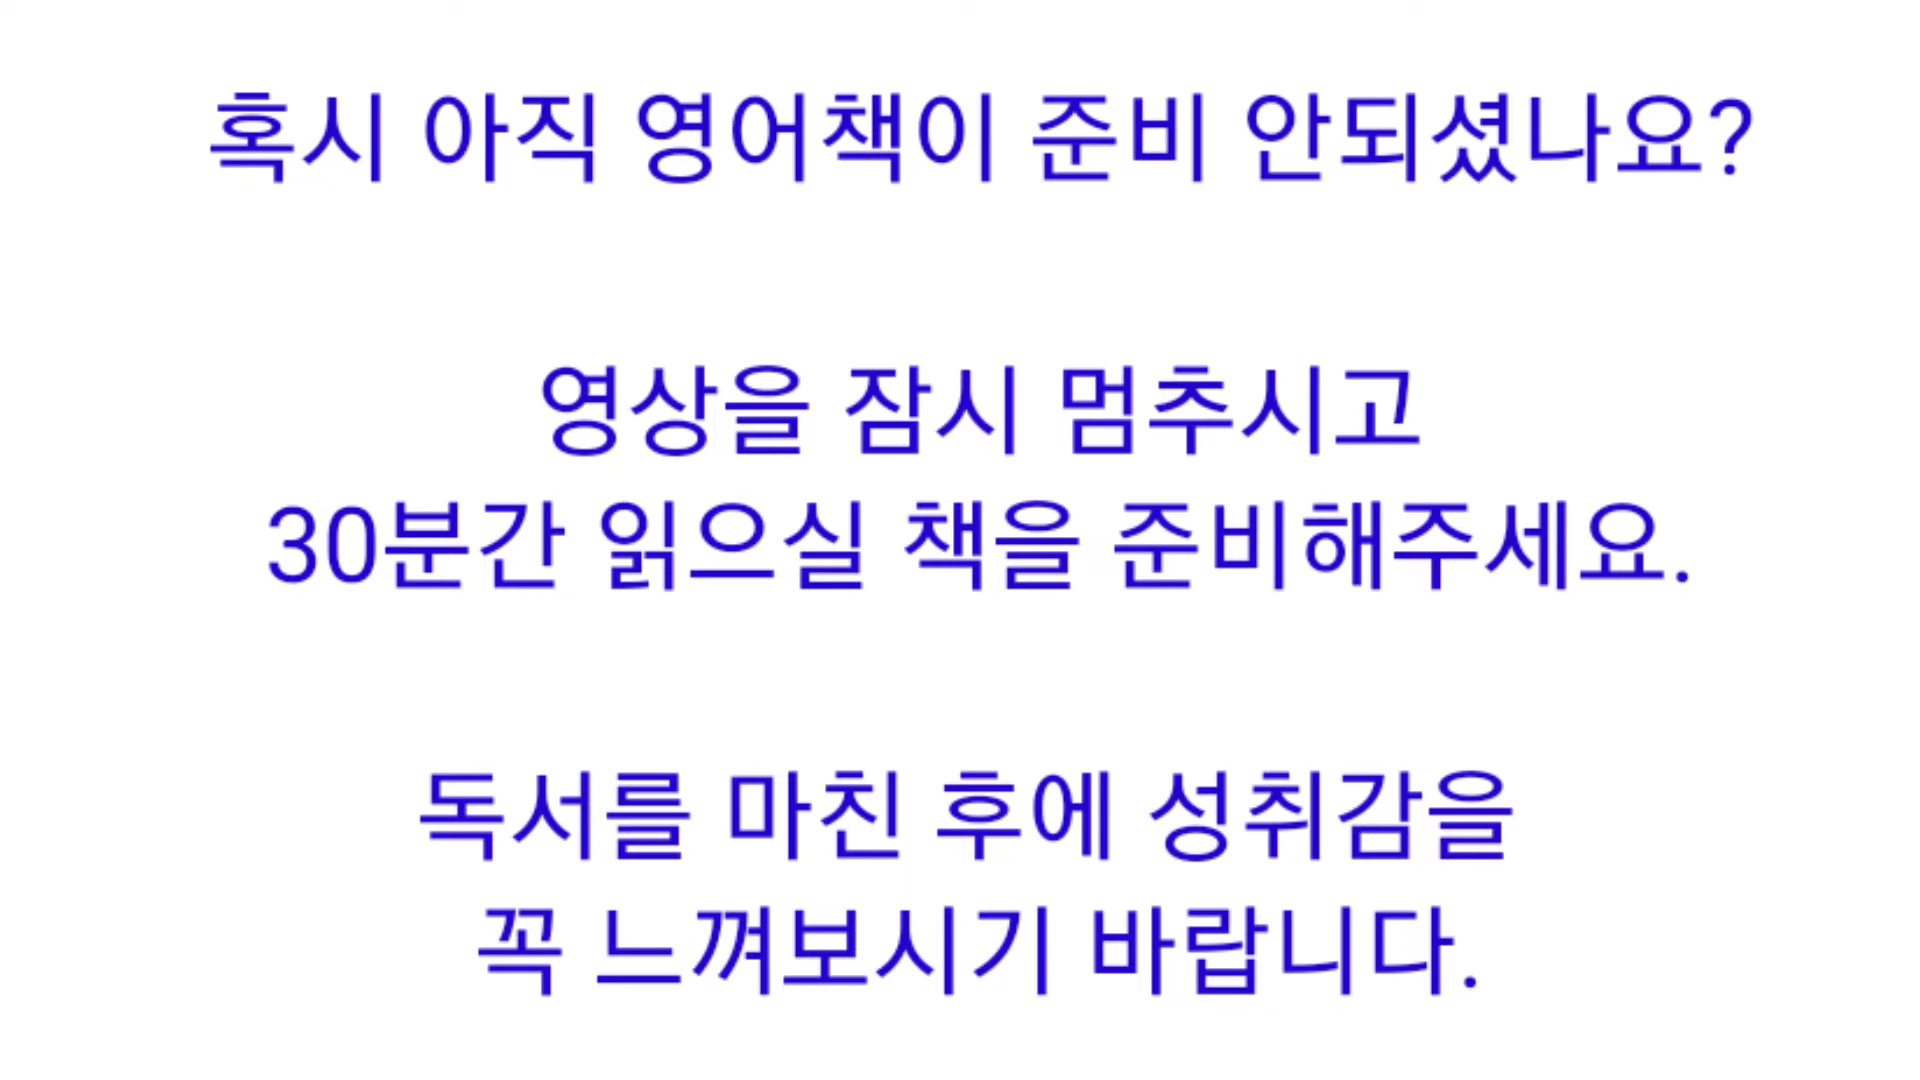 혹시 아직 영어책이 준비 안되셨나요?
영상을 잠시 멈추시고
30분간 읽으실 책을 준비해주세요.
독서를 마친 후에 성취감을
꼭 느껴보시기 바랍니다.